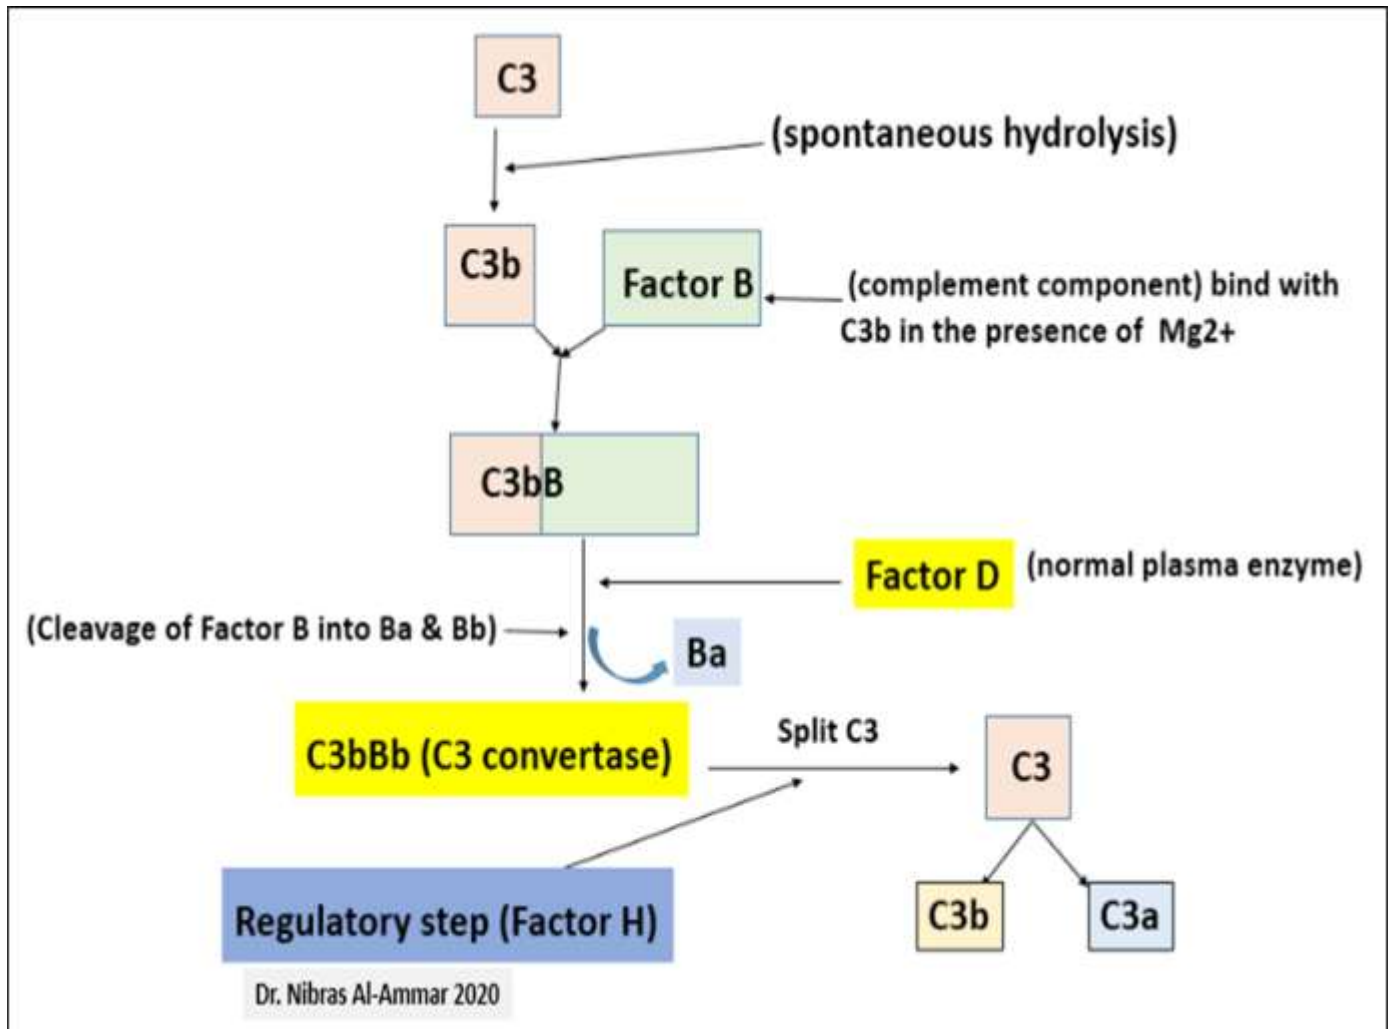 C3
(spontaneous hydrolysis)
C3b
Factor B
(complement component) bind with
C3b in the presence of Mg2+
C3bB
Factor D
(normal plasma enzyme)
(Cleavage of Factor B into Ba & Bb)
Ba
C3bBb (C3 convertase)
Split C3
C3
Regulatory step (Factor H)
C3b
C3a
Dr. Nibras Al-Ammar 2020